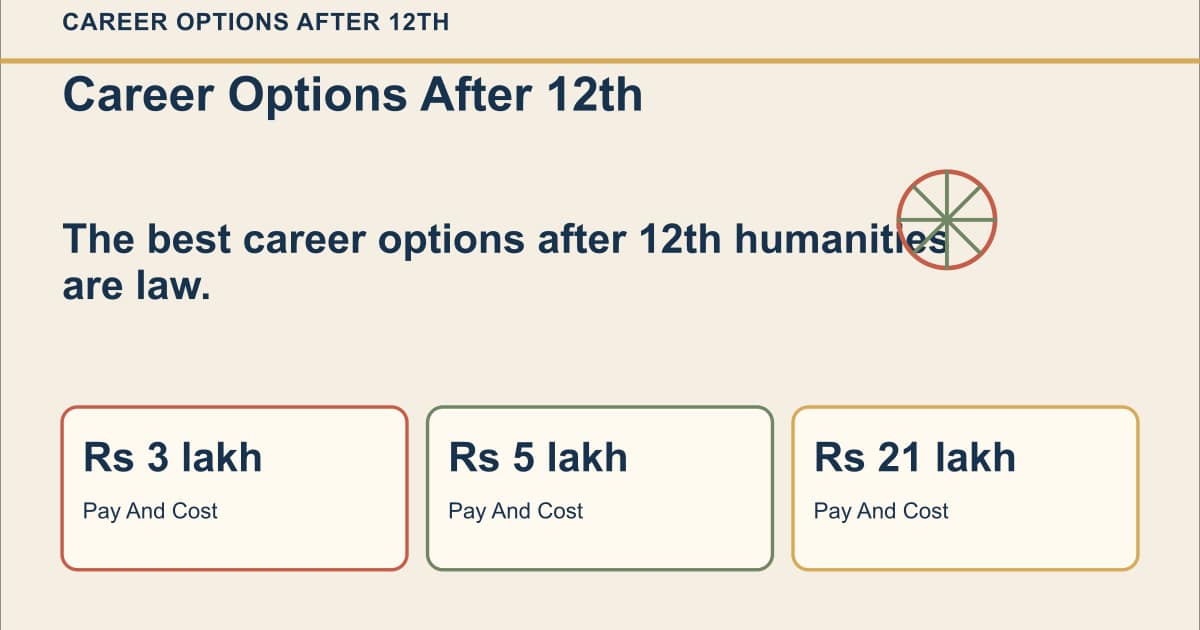 CAREER OPTIONS AFTER 12TH
Career Options After 12th
The best career options after 12th humanities
are law.
Rs 3 lakh
Pay And Cost
Rs 5 lakh
Pay And Cost
Rs 21 lakh
Pay And Cost